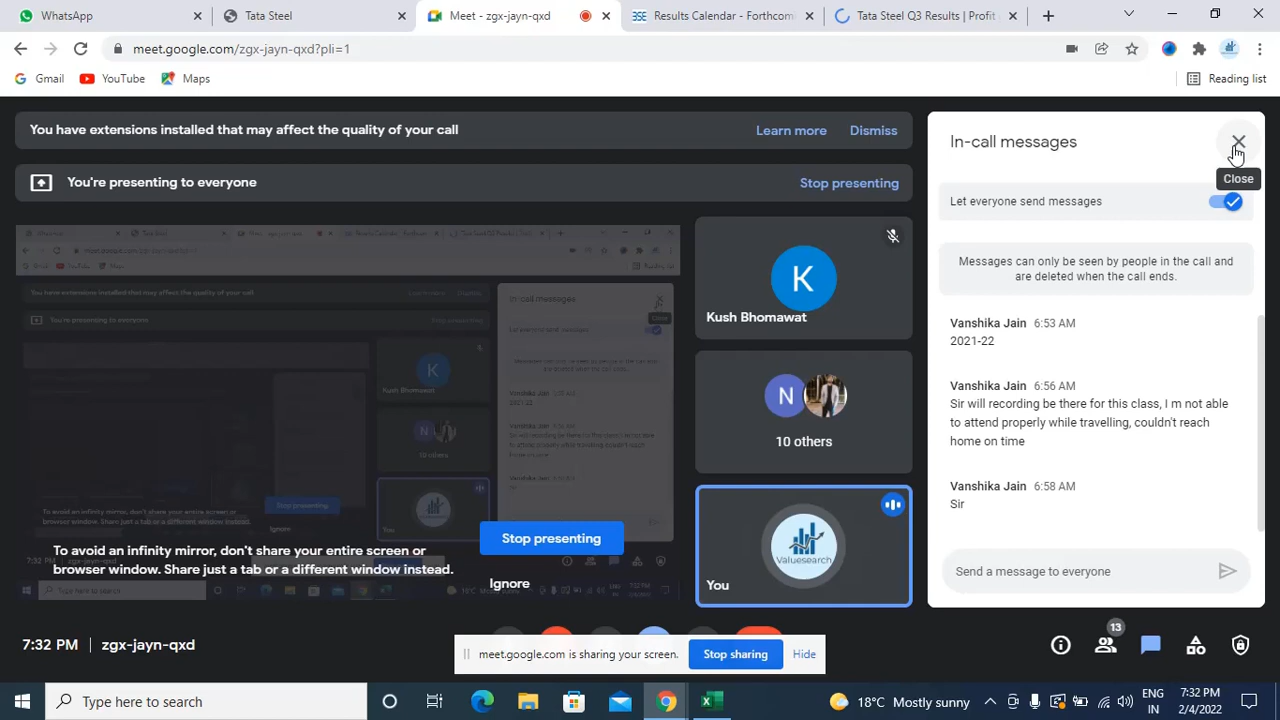 WhatsApp
Tata Steel
Meet - zgx-jayn-qxd
Results Calendar - Forthcom
Tata Steel Q3 Results | Profit
meet.google.com/zgx-jayn-qxd?pli=1
Gmail
YouTube
Maps
Reading list
You have extensions installed that may affect the quality of your call
Learn more
Dismiss
You're presenting to everyone
Stop presenting
In-call messages
Close
Let everyone send messages
Messages can only be seen by people in the call and
are deleted when the call ends.
Vanshika Jain 6:53 AM
2021-22
Vanshika Jain 6:56 AM
Sir will recording be there for this class, I m not able
to attend properly while travelling, couldn't reach
home on time
Vanshika Jain 6:58 AM
Sir
Send a message to everyone
K
Kush Bhomawat
N
10 others
Valuesearch
You
To avoid an infinity mirror, don't share your entire screen or
browser window. Share just a tab or a different window instead.
Stop presenting
Ignore
7:32 PM | zgx-jayn-qxd
13
meet.google.com is sharing your screen.
Stop sharing
Hide
Type here to search
18°C Mostly sunny
ENG
IN
7:32 PM
2/4/2022